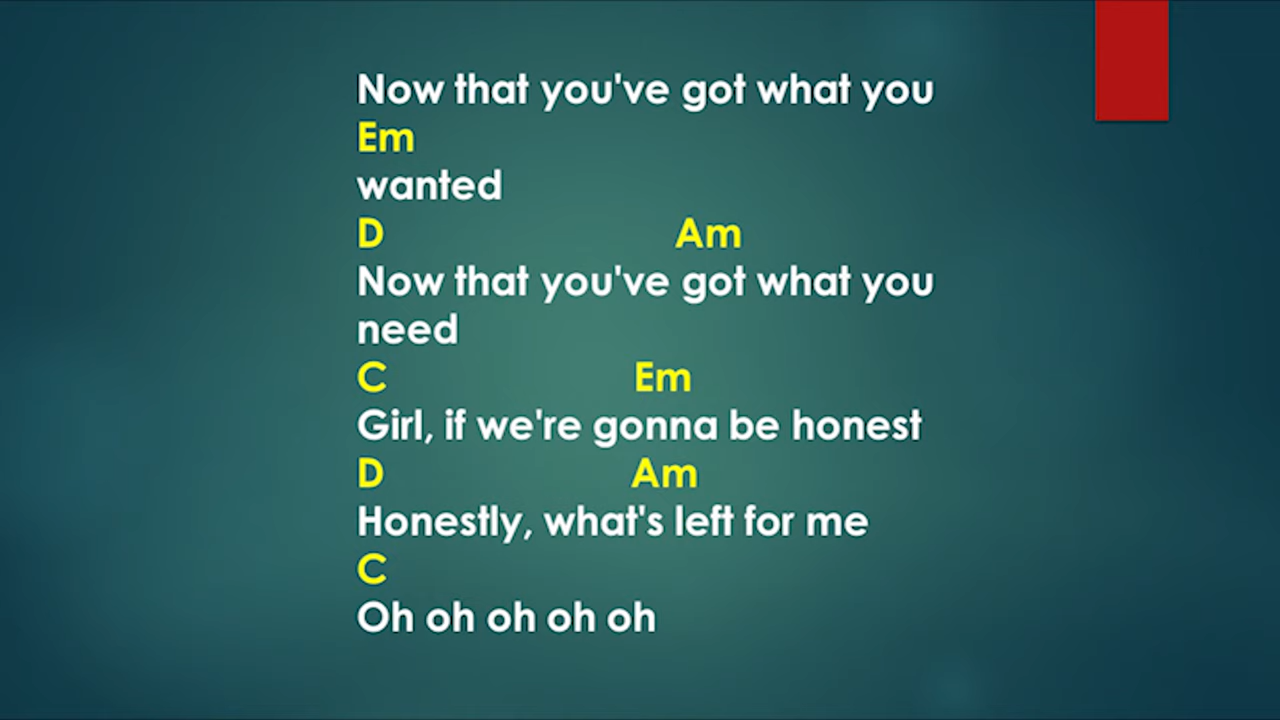 Now that you've got what you
Em
wanted
D Am
Now that you've got what you
need
C Em
Girl, if we're gonna be honest
D Am
Honestly, what's left for me
C
Oh oh oh oh oh